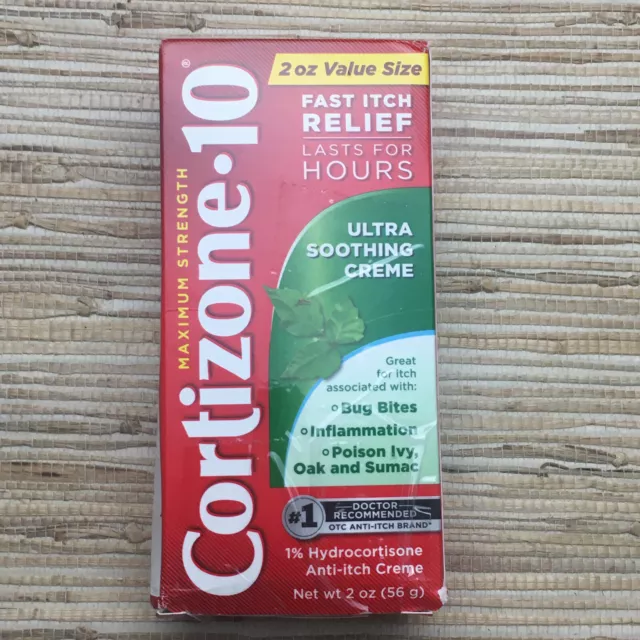 MAXIMUM STRENGTH
Cortizone•10®
2 oz Value Size
FAST ITCH
RELIEF
LASTS FOR
HOURS
ULTRA
SOOTHING
CREME
Great
for itch
associated with:
Bug Bites
Inflammation
Poison Ivy,
Oak and Sumac
#1
DOCTOR
RECOMMENDED
OTC ANTI-ITCH BRAND*
1% Hydrocortisone
Anti-itch Creme
Net wt 2 oz (56 g)